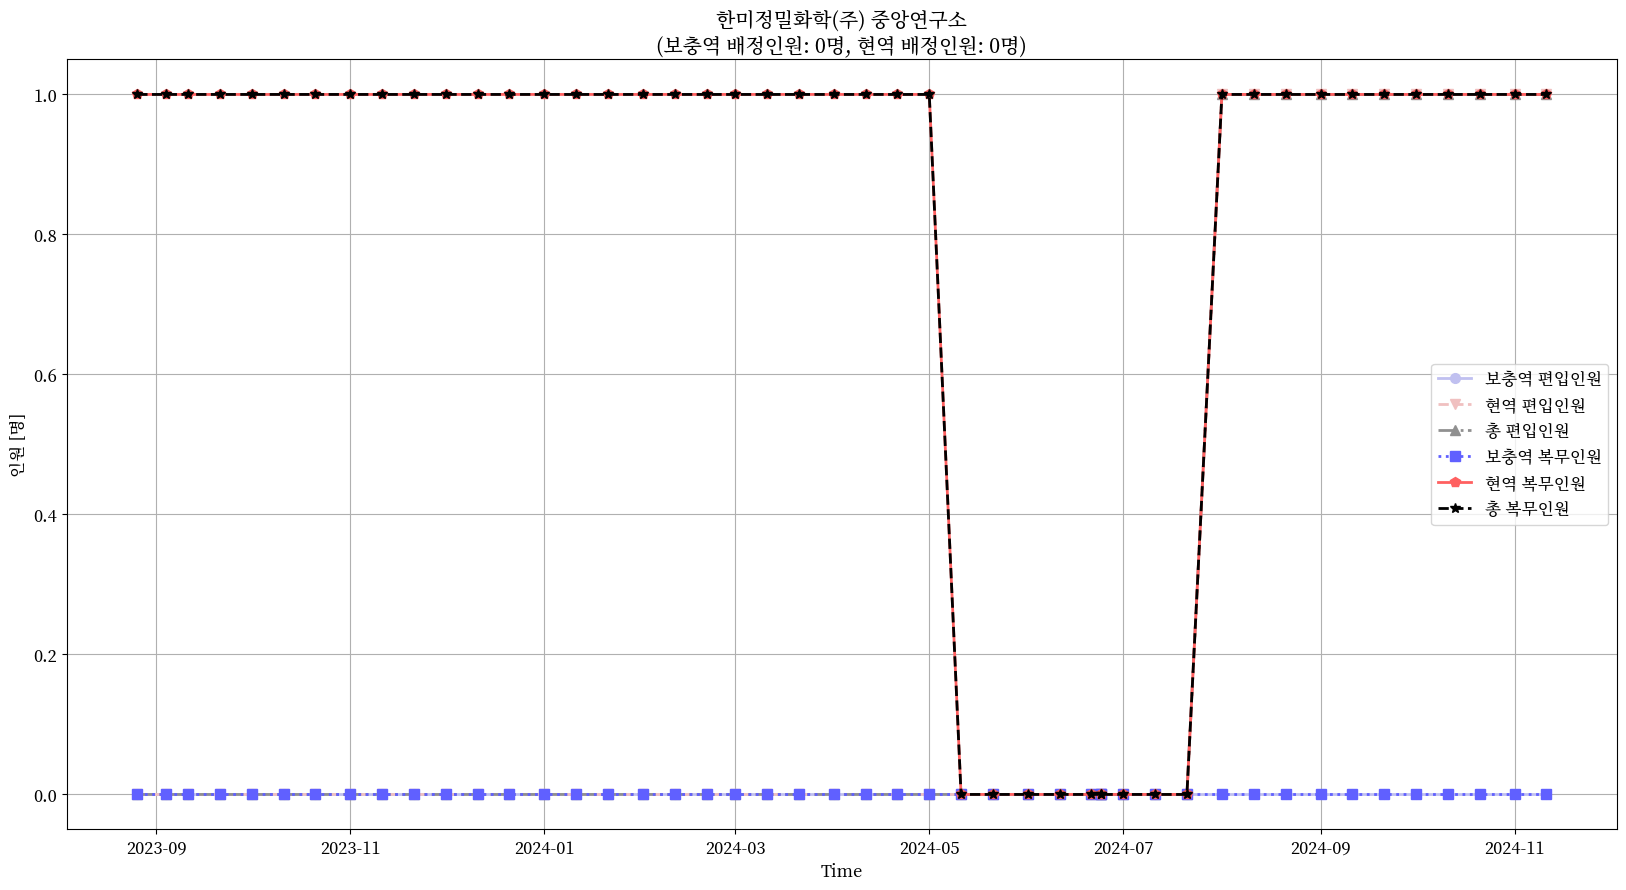 한미정밀화학(주) 중앙연구소
(보충역 배정인원: 0명, 현역 배정인원: 0명)
1.0
0.8
0.6
0.4
0.2
0.0
인원 [명]
보충역 편입인원
현역 편입인원
총 편입인원
보충역 복무인원
현역 복무인원
총 복무인원
2023-09 2023-11 2024-01 2024-03 2024-05 2024-07 2024-09 2024-11
Time